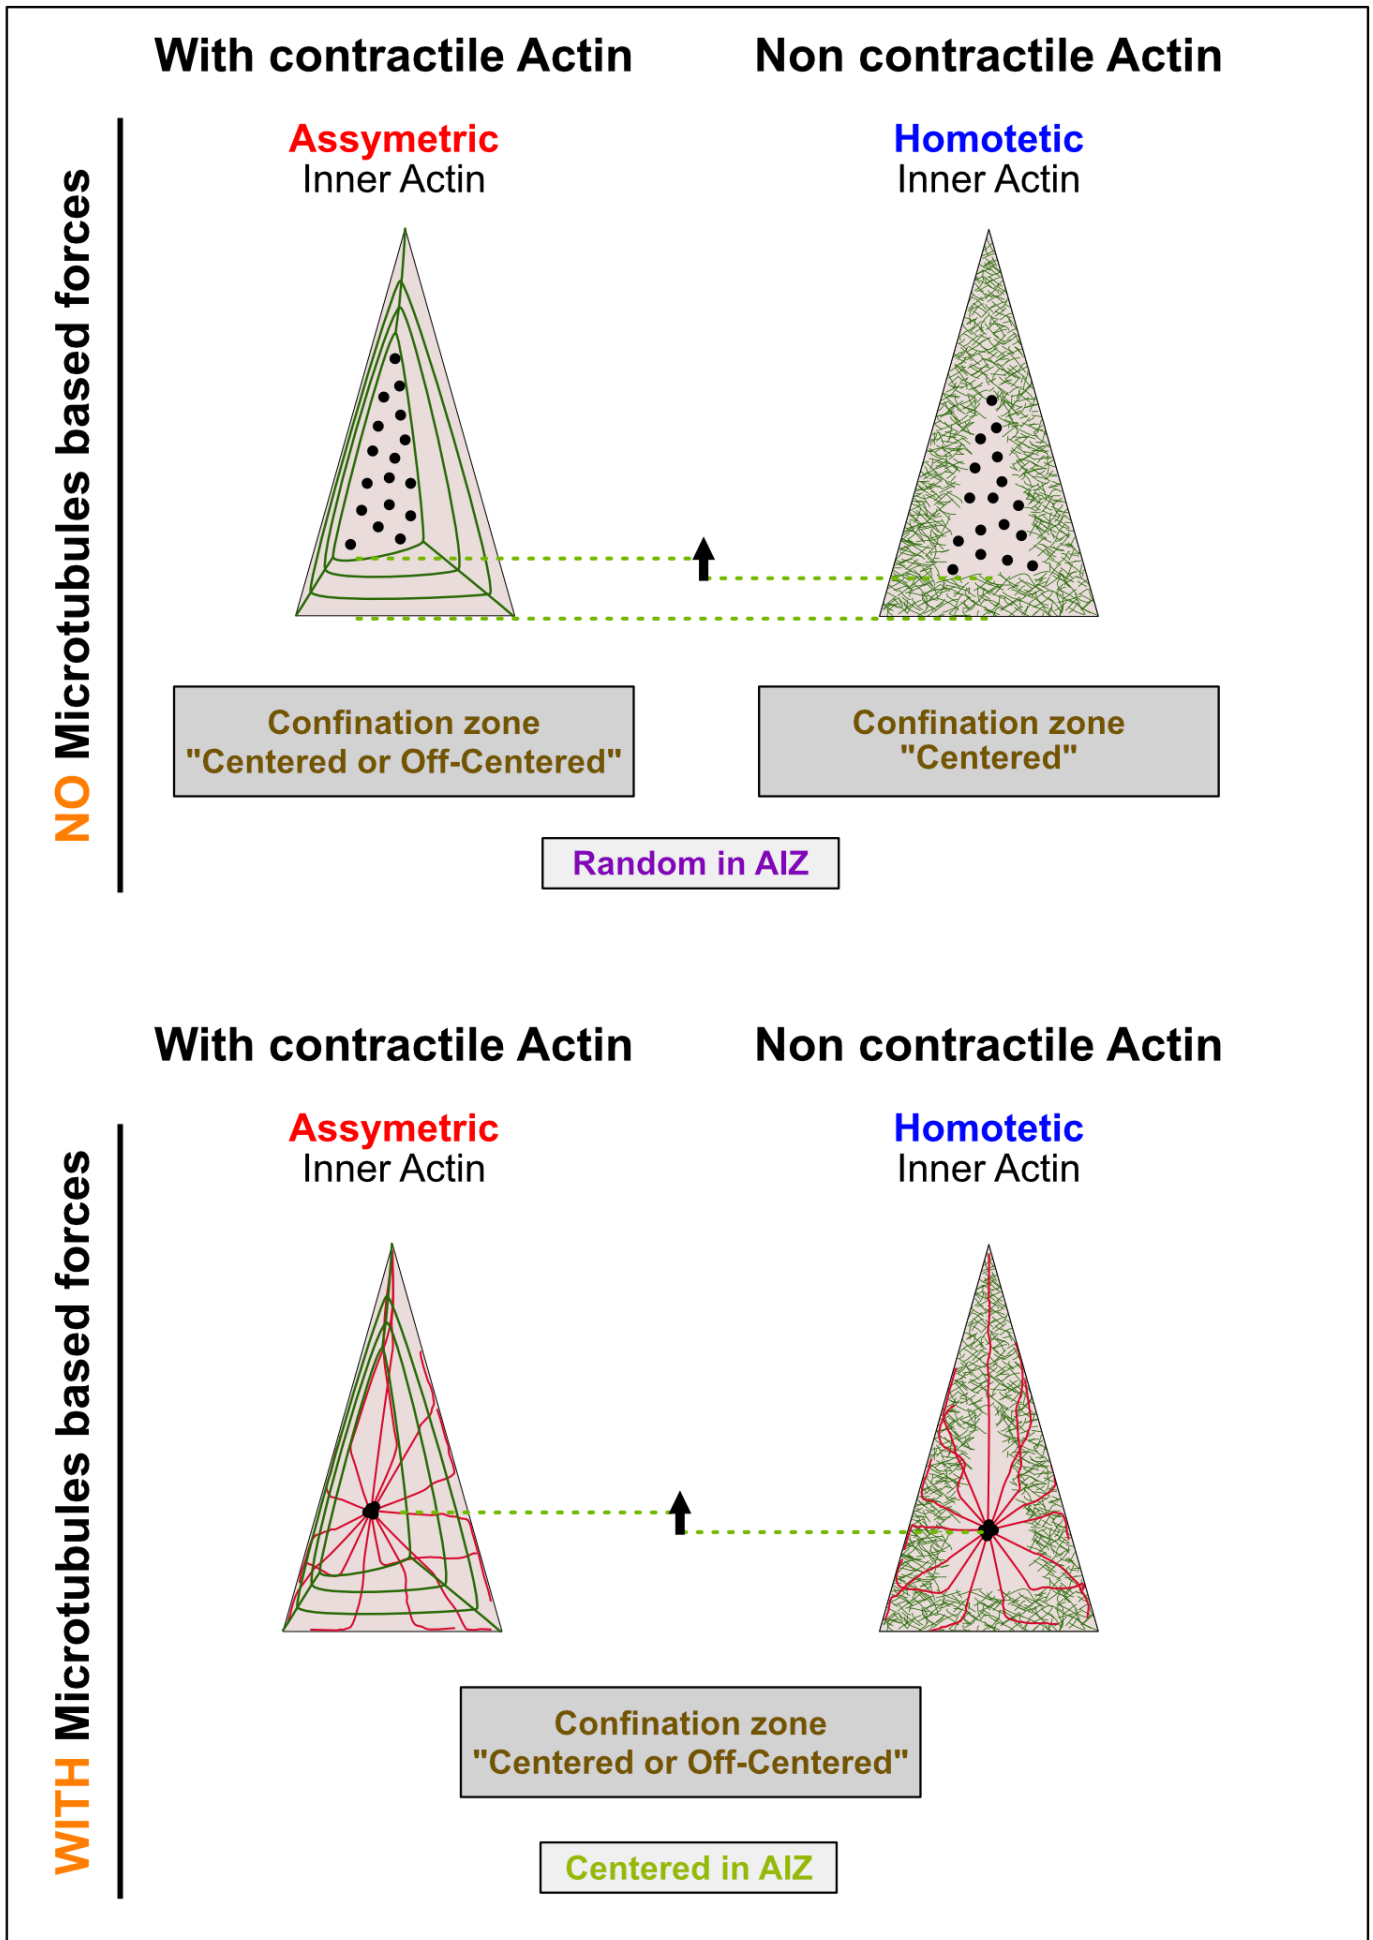 With contractile Actin
Non contractile Actin
Assymetric
Inner Actin
Homotetic
Inner Actin
NO Microtubules based forces
Confination zone
"Centered or Off-Centered"
Confination zone
"Centered"
Random in AIZ
With contractile Actin
Non contractile Actin
Assymetric
Inner Actin
Homotetic
Inner Actin
WITH Microtubules based forces
Confination zone
"Centered or Off-Centered"
Centered in AIZ